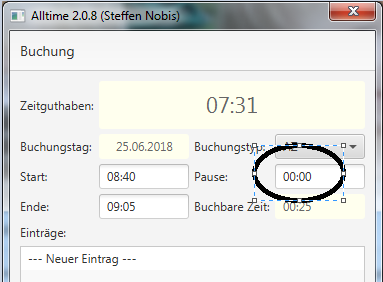 Alltime 2.0.8 (Steffen Nobis)
Buchung
Zeitguthaben: 07:31
Buchungstag: 25.06.2018 Buchungstyp: AZ
Start: 08:40 Pause: 00:00
Ende: 09:05 Buchbare Zeit: 00:25
Einträge:
--- Neuer Eintrag ---